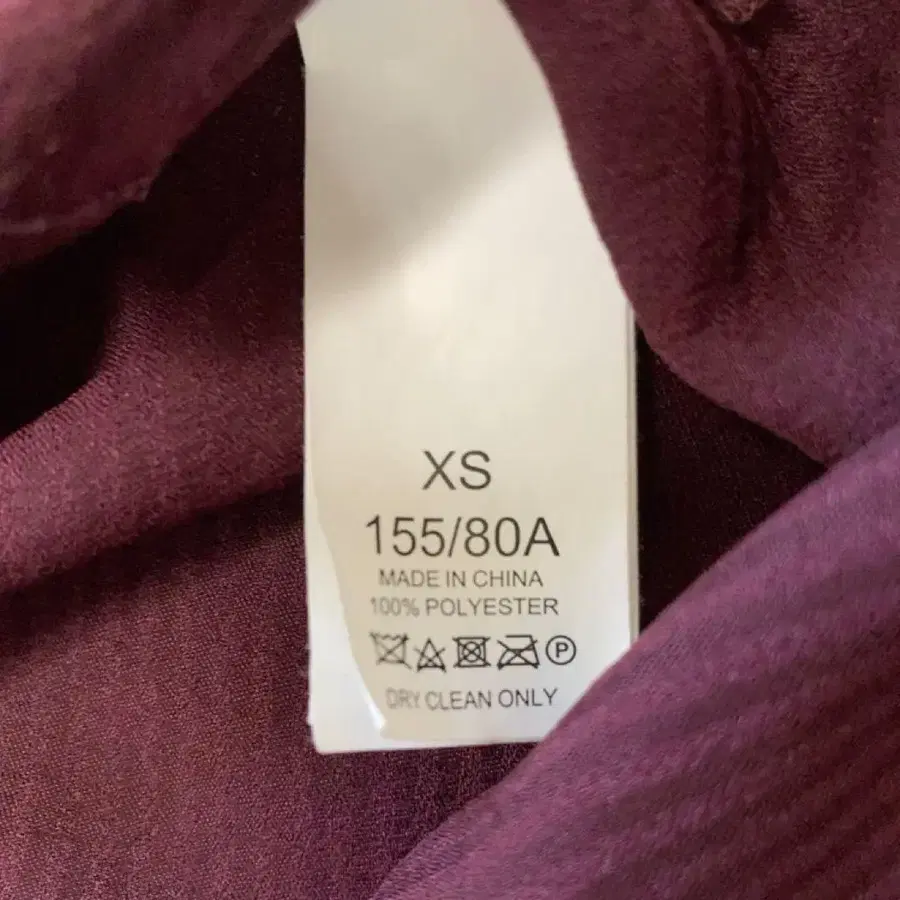 XS
155/80A
MADE IN CHINA
100% POLYESTER
P
DRY CLEAN ONLY